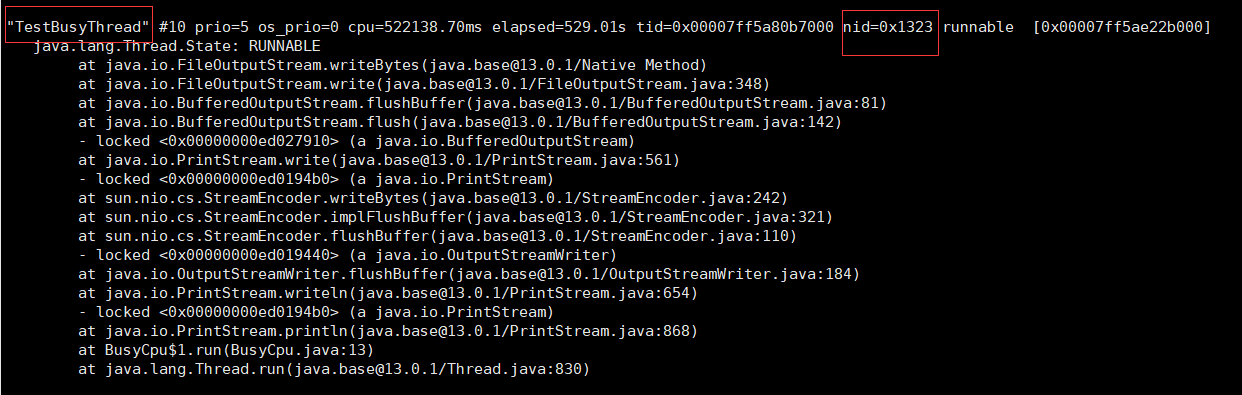 "TestBusyThread" #10 prio=5 os_prio=0 cpu=522138.70ms elapsed=529.01s tid=0x00007ff5a80b7000 nid=0x1323 runnable [0x00007ff5ae22b000]
java.lang.Thread.State: RUNNABLE
at java.io.FileOutputStream.writeBytes(java.base@13.0.1/Native Method)
at java.io.FileOutputStream.write(java.base@13.0.1/FileOutputStream.java:348)
at java.io.BufferedOutputStream.flushBuffer(java.base@13.0.1/BufferedOutputStream.java:81)
at java.io.BufferedOutputStream.flush(java.base@13.0.1/BufferedOutputStream.java:142)
- locked <0x00000000ed027910> (a java.io.BufferedOutputStream)
at java.io.PrintStream.write(java.base@13.0.1/PrintStream.java:561)
- locked <0x00000000ed0194b0> (a java.io.PrintStream)
at sun.nio.cs.StreamEncoder.writeBytes(java.base@13.0.1/StreamEncoder.java:242)
at sun.nio.cs.StreamEncoder.implFlushBuffer(java.base@13.0.1/StreamEncoder.java:321)
at sun.nio.cs.StreamEncoder.flushBuffer(java.base@13.0.1/StreamEncoder.java:110)
- locked <0x00000000ed019440> (a java.io.OutputStreamWriter)
at java.io.OutputStreamWriter.flushBuffer(java.base@13.0.1/OutputStreamWriter.java:184)
at java.io.PrintStream.writeln(java.base@13.0.1/PrintStream.java:654)
- locked <0x00000000ed0194b0> (a java.io.PrintStream)
at java.io.PrintStream.println(java.base@13.0.1/PrintStream.java:868)
at BusyCpu$1.run(BusyCpu.java:13)
at java.lang.Thread.run(java.base@13.0.1/Thread.java:830)